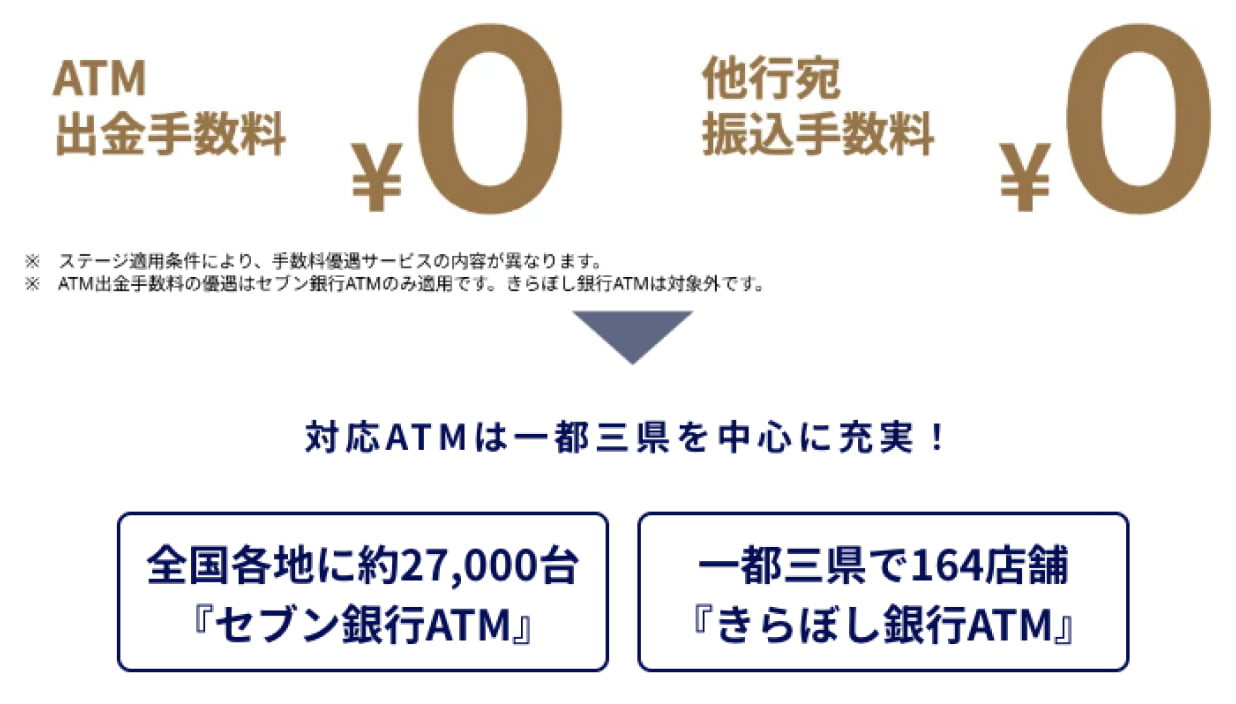 ATM
出金手数料
¥0
他行宛
振込手数料
¥0
※ ステージ適用条件により、手数料優遇サービスの内容が異なります。
※ ATM出金手数料の優遇はセブン銀行ATMのみ適用です。きらぼし銀行ATMは対象外です。
対応ATMは一都三県を中心に充実！
全国各地に約27,000台
『セブン銀行ATM』
一都三県で164店舗
『きらぼし銀行ATM』